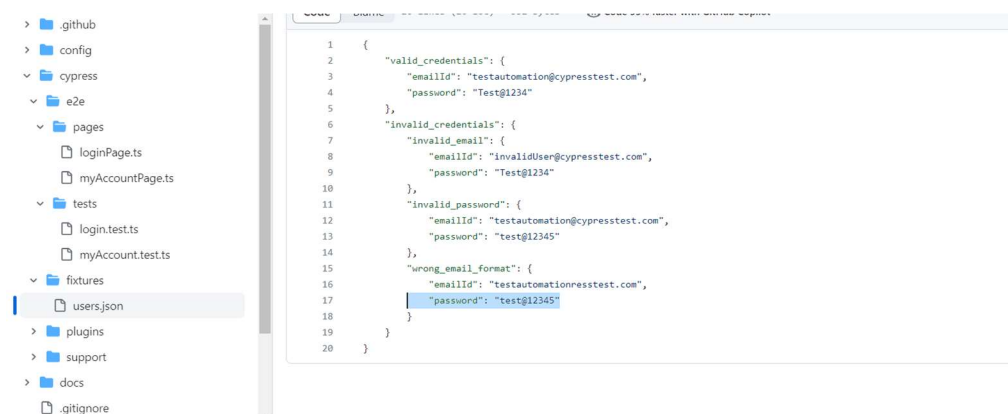 .github
config
cypress
e2e
pages
loginPage.ts
myAccountPage.ts
tests
login.test.ts
myAccount.test.ts
fixtures
users.json
plugins
support
docs
.gitignore
Code Blame
1 {
2 "valid_credentials": {
3 "emailId": "testautomation@cypresstest.com",
4 "password": "Test@1234"
5 },
6 "invalid_credentials": {
7 "invalid_email": {
8 "emailId": "invalidUser@cypresstest.com",
9 "password": "Test@1234"
10 },
11 "invalid_password": {
12 "emailId": "testautomation@cypresstest.com",
13 "password": "test@12345"
14 },
15 "wrong_email_format": {
16 "emailId": "testautomationresstest.com",
17 "password": "test@12345"
18 }
19 }
20 }